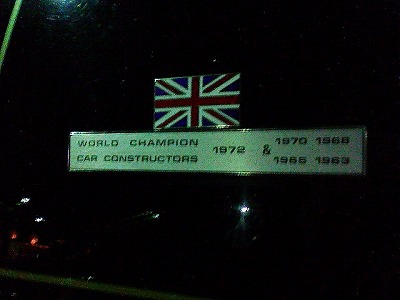 WORLD CHAMPION
CAR CONSTRUCTORS
1972 &
1970 1968
1965 1963